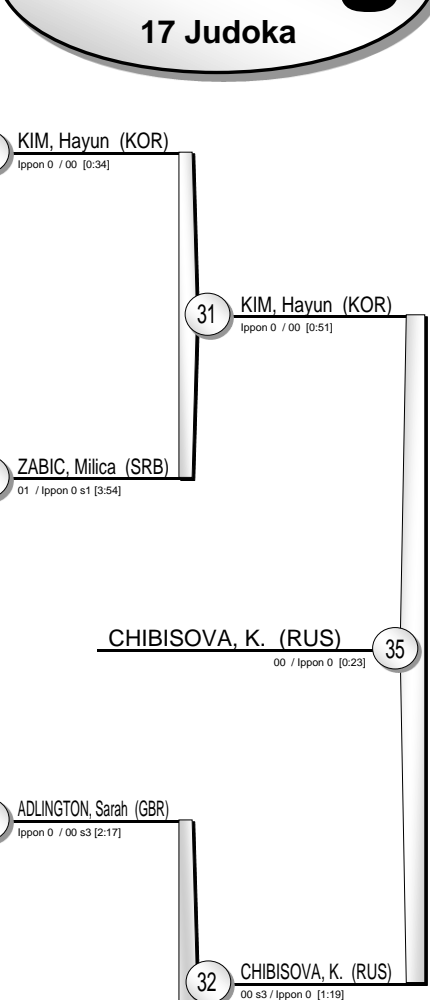 17 Judoka
KIM, Hayun (KOR)
Ippon 0 / 00 [0:34]
31
KIM, Hayun (KOR)
Ippon 0 / 00 [0:51]
ZABIC, Milica (SRB)
01 / Ippon 0 s1 [3:54]
CHIBISOVA, K. (RUS)
35
00 / Ippon 0 [0:23]
ADLINGTON, Sarah (GBR)
Ippon 0 / 00 s3 [2:17]
32
CHIBISOVA, K. (RUS)
00 s3 / Ippon 0 [1:19]